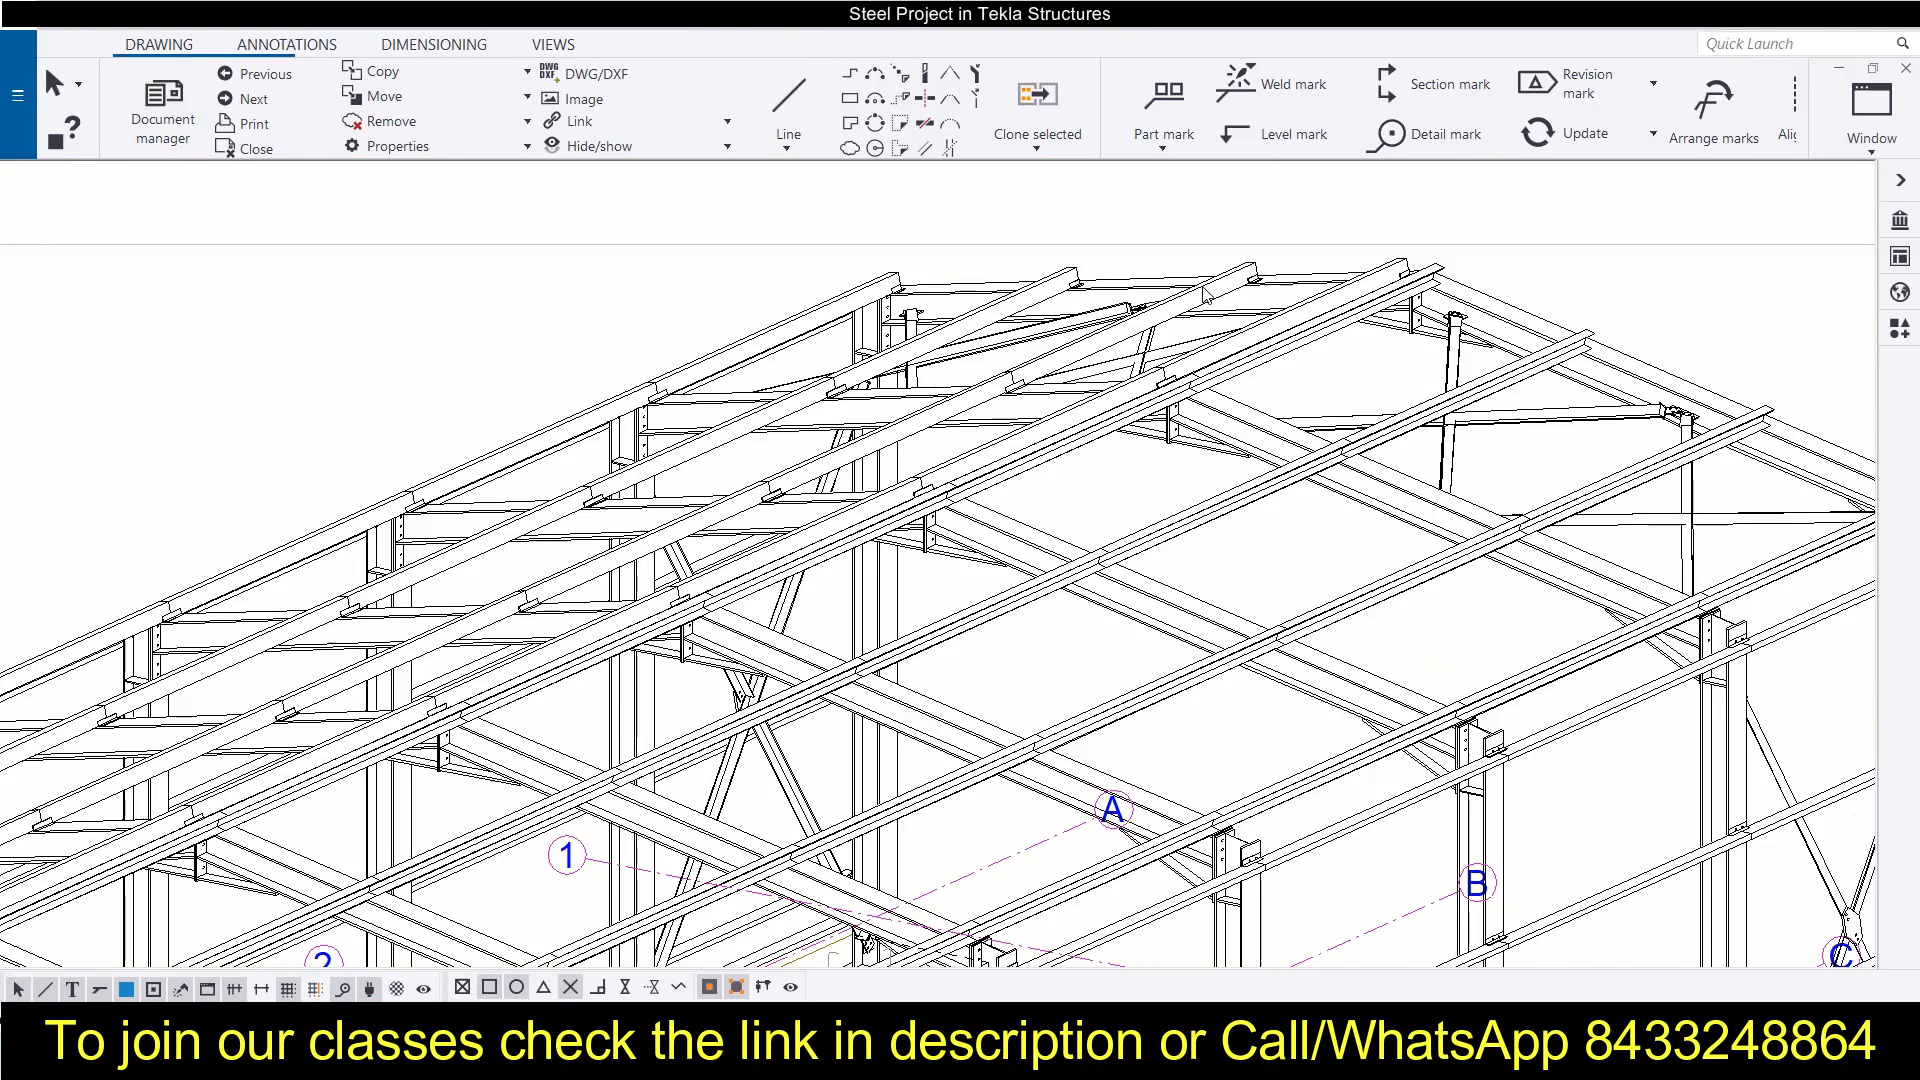 Steel Project in Tekla Structures
DRAWING ANNOTATIONS DIMENSIONING VIEWS
Quick Launch
Document manager
Previous
Next
Print
Close
Copy
Move
Remove
Properties
DWG/DXF
Image
Link
Hide/show
Line
Clone selected
Part mark
Weld mark
Level mark
Section mark
Detail mark
Revision mark
Update
Arrange marks
Alig
Window
A
1
B
2
C
To join our classes check the link in description or Call/WhatsApp 8433248864